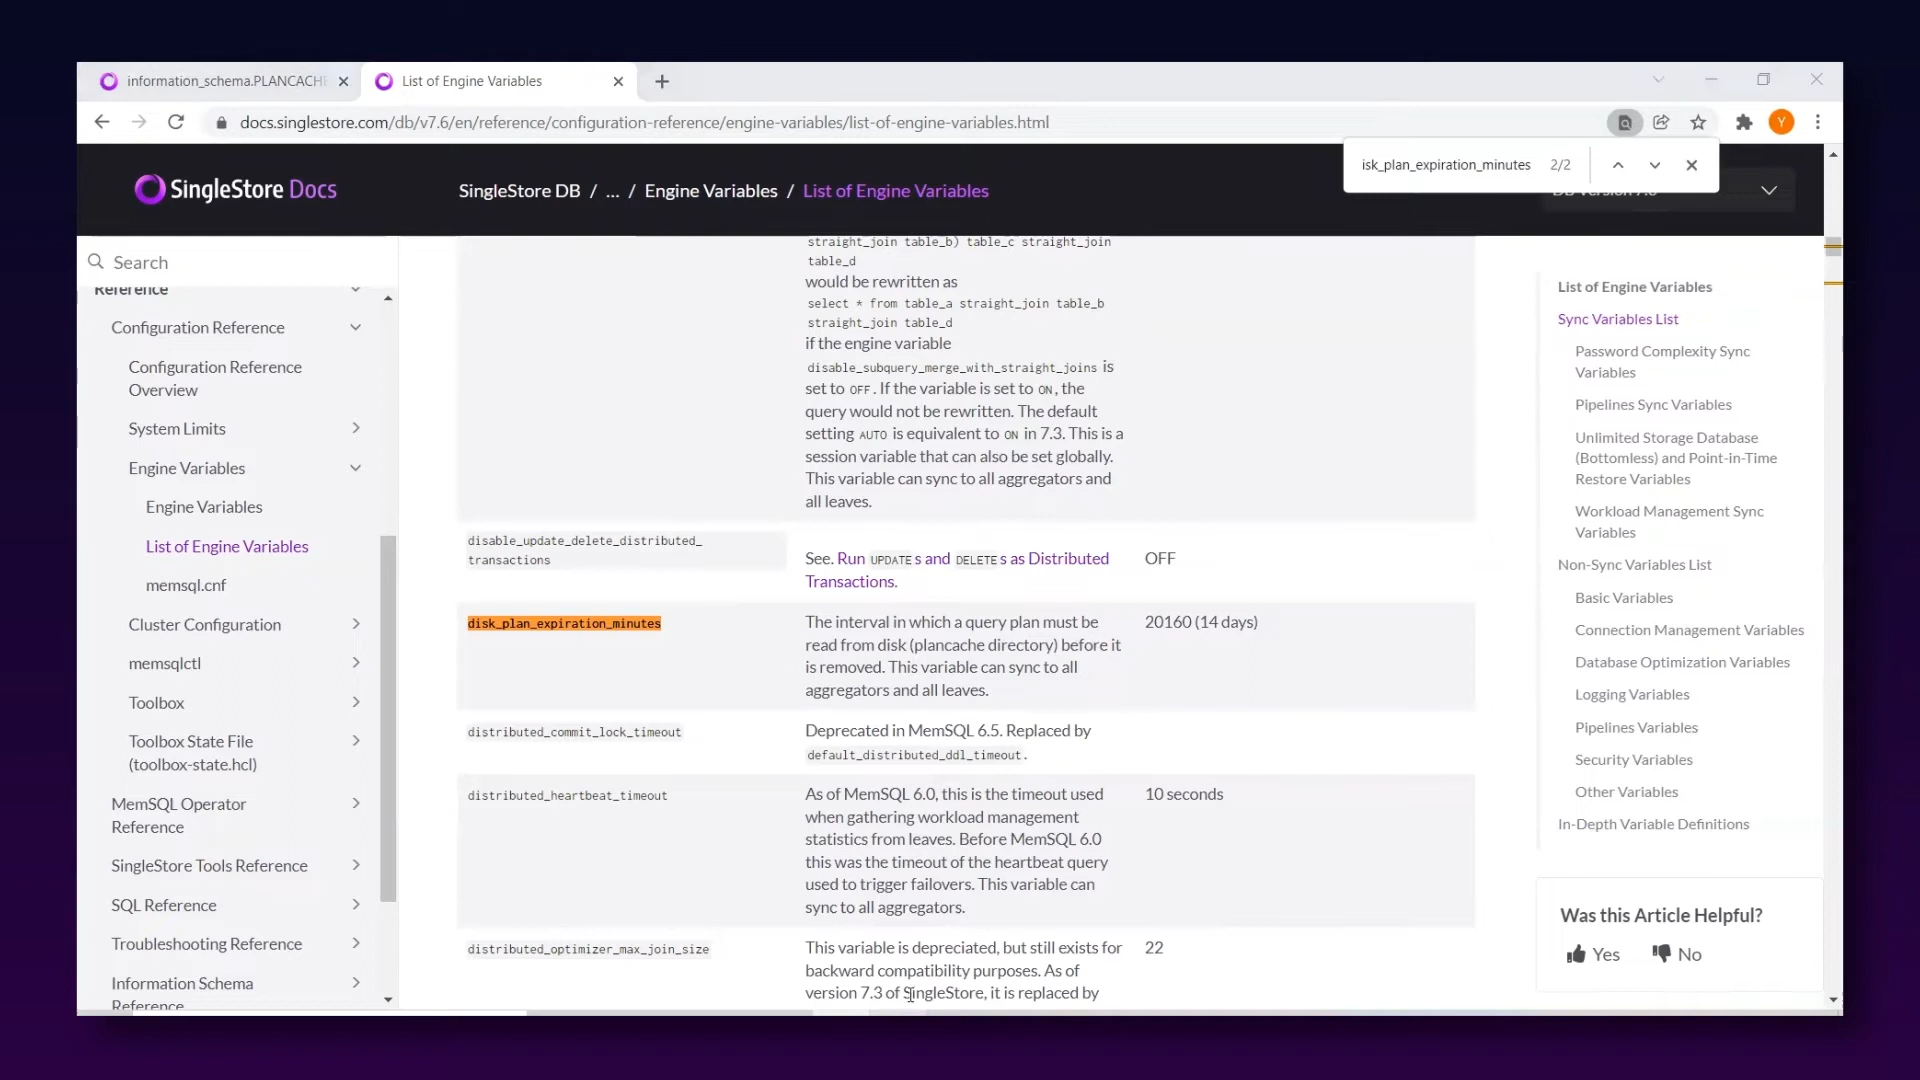 information_schema.PLANCACHE
List of Engine Variables
docs.singlestore.com/db/v7.6/en/reference/configuration-reference/engine-variables/list-of-engine-variables.html
Y
isk_plan_expiration_minutes 2/2
SingleStore Docs
SingleStore DB / ... / Engine Variables / List of Engine Variables
Search
Reference
Configuration Reference
Configuration Reference
Overview
System Limits
Engine Variables
Engine Variables
List of Engine Variables
memsql.cnf
Cluster Configuration
memsqlctl
Toolbox
Toolbox State File
(toolbox-state.hcl)
MemSQL Operator
Reference
SingleStore Tools Reference
SQL Reference
Troubleshooting Reference
Information Schema
Reference
straight_join table_b) table_c straight_join
table_d
would be rewritten as
select * from table_a straight_join table_b
straight_join table_d
if the engine variable
disable_subquery_merge_with_straight_joins is
set to OFF. If the variable is set to ON, the
query would not be rewritten. The default
setting AUTO is equivalent to ON in 7.3. This is a
session variable that can also be set globally.
This variable can sync to all aggregators and
all leaves.
disable_update_delete_distributed_
transactions
See. Run UPDATEs and DELETEs as Distributed
Transactions.
OFF
disk_plan_expiration_minutes
The interval in which a query plan must be
read from disk (plancache directory) before it
is removed. This variable can sync to all
aggregators and all leaves.
20160 (14 days)
distributed_commit_lock_timeout
Deprecated in MemSQL 6.5. Replaced by
default_distributed_ddl_timeout.
distributed_heartbeat_timeout
As of MemSQL 6.0, this is the timeout used
when gathering workload management
statistics from leaves. Before MemSQL 6.0
this was the timeout of the heartbeat query
used to trigger failovers. This variable can
sync to all aggregators.
10 seconds
distributed_optimizer_max_join_size
This variable is depreciated, but still exists for
backward compatibility purposes. As of
version 7.3 of SingleStore, it is replaced by
22
List of Engine Variables
Sync Variables List
Password Complexity Sync
Variables
Pipelines Sync Variables
Unlimited Storage Database
(Bottomless) and Point-in-Time
Restore Variables
Workload Management Sync
Variables
Non-Sync Variables List
Basic Variables
Connection Management Variables
Database Optimization Variables
Logging Variables
Pipelines Variables
Security Variables
Other Variables
In-Depth Variable Definitions
Was this Article Helpful?
Yes No